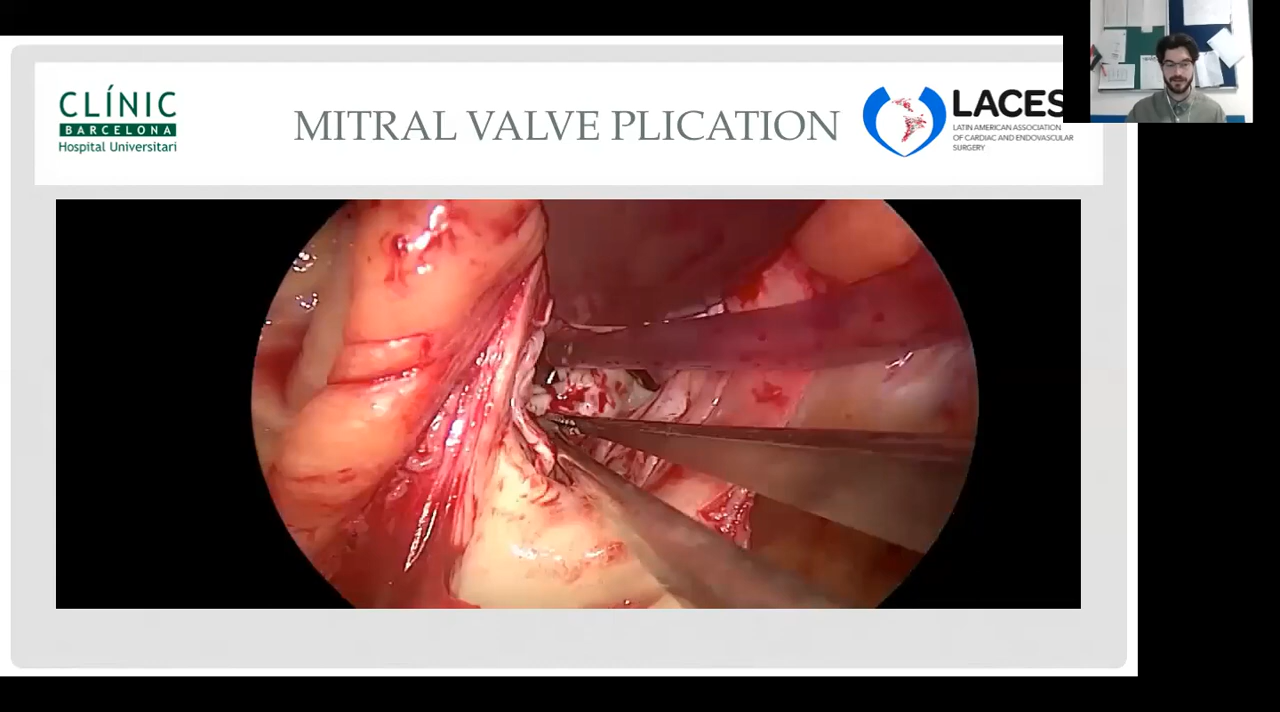 CLÍNIC
BARCELONA
Hospital Universitari
MITRAL VALVE PLICATION
LACES
LATIN AMERICAN ASSOCIATION
OF CARDIAC AND ENDOVASCULAR
SURGERY